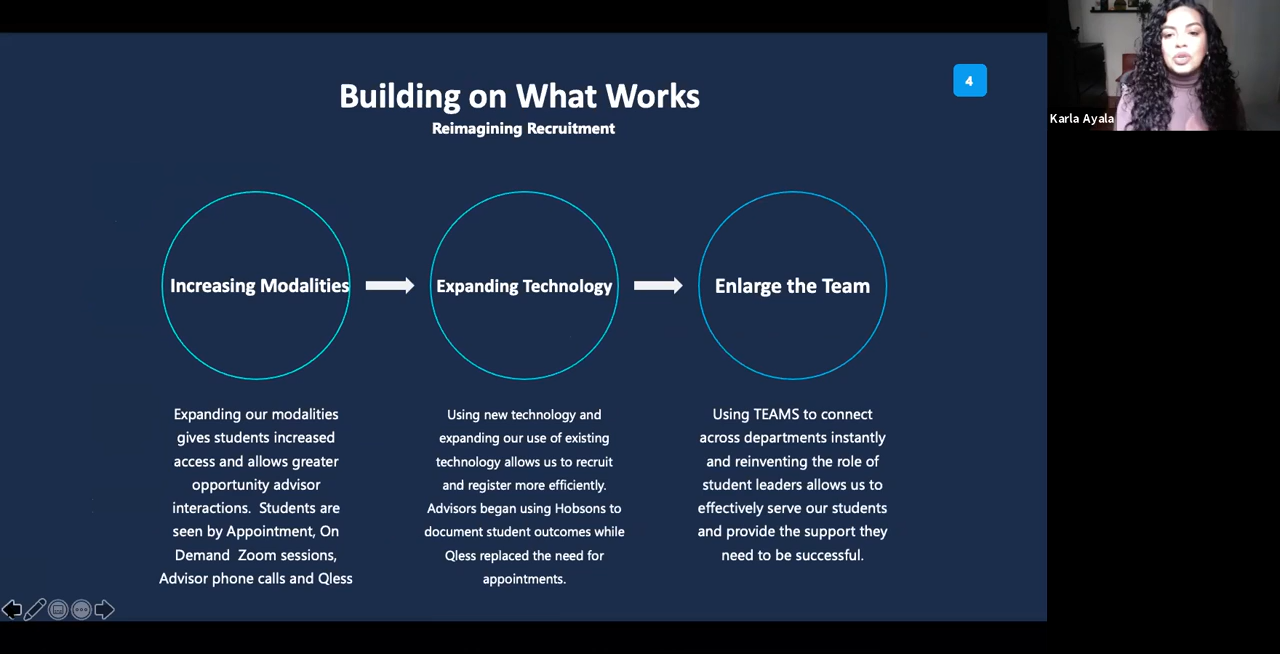 Building on What Works
Reimagining Recruitment
4
Karla Ayala
Increasing Modalities
Expanding Technology
Enlarge the Team
Expanding our modalities
gives students increased
access and allows greater
opportunity advisor
interactions.  Students are
seen by Appointment, On
Demand  Zoom sessions,
Advisor phone calls and Qless
Using new technology and
expanding our use of existing
technology allows us to recruit
and register more efficiently.
Advisors began using Hobsons to
document student outcomes while
Qless replaced the need for
appointments.
Using TEAMS to connect
across departments instantly
and reinventing the role of
student leaders allows us to
effectively serve our students
and provide the support they
need to be successful.